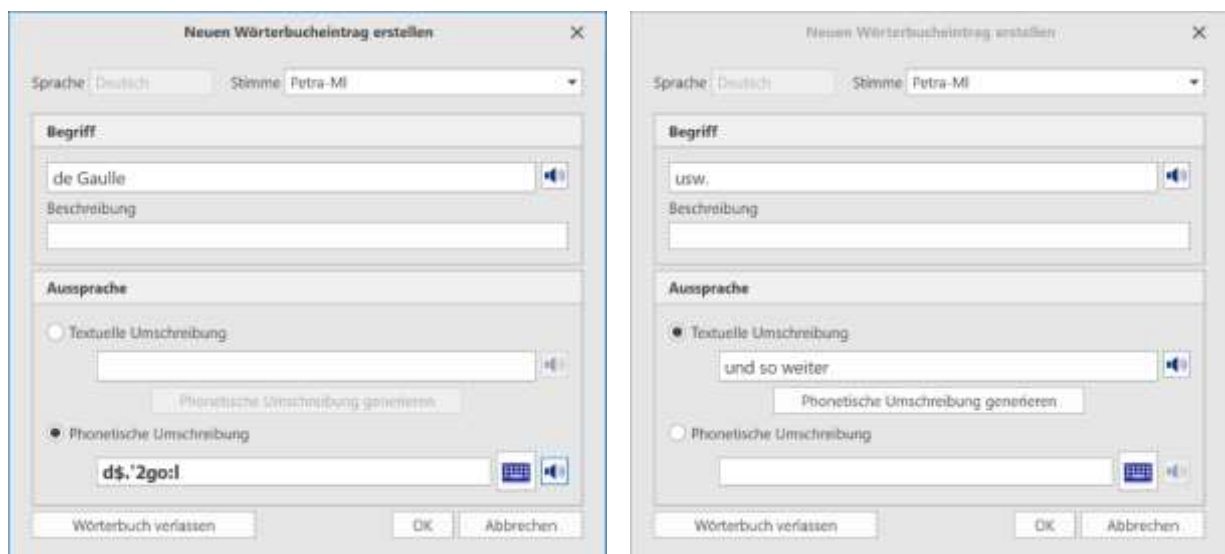 Neuen Wörterbucheintrag erstellen
Sprache Deutsch Stimme Petra-Ml
Begriff
de Gaulle
Beschreibung
Aussprache
Textuelle Umschreibung
Phonetische Umschreibung generieren
Phonetische Umschreibung
d$.'2go:l
Wörterbuch verlassen OK Abbrechen
Neuen Wörterbucheintrag erstellen
Sprache Deutsch Stimme Petra-Ml
Begriff
usw.
Beschreibung
Aussprache
Textuelle Umschreibung
und so weiter
Phonetische Umschreibung generieren
Phonetische Umschreibung
Wörterbuch verlassen OK Abbrechen